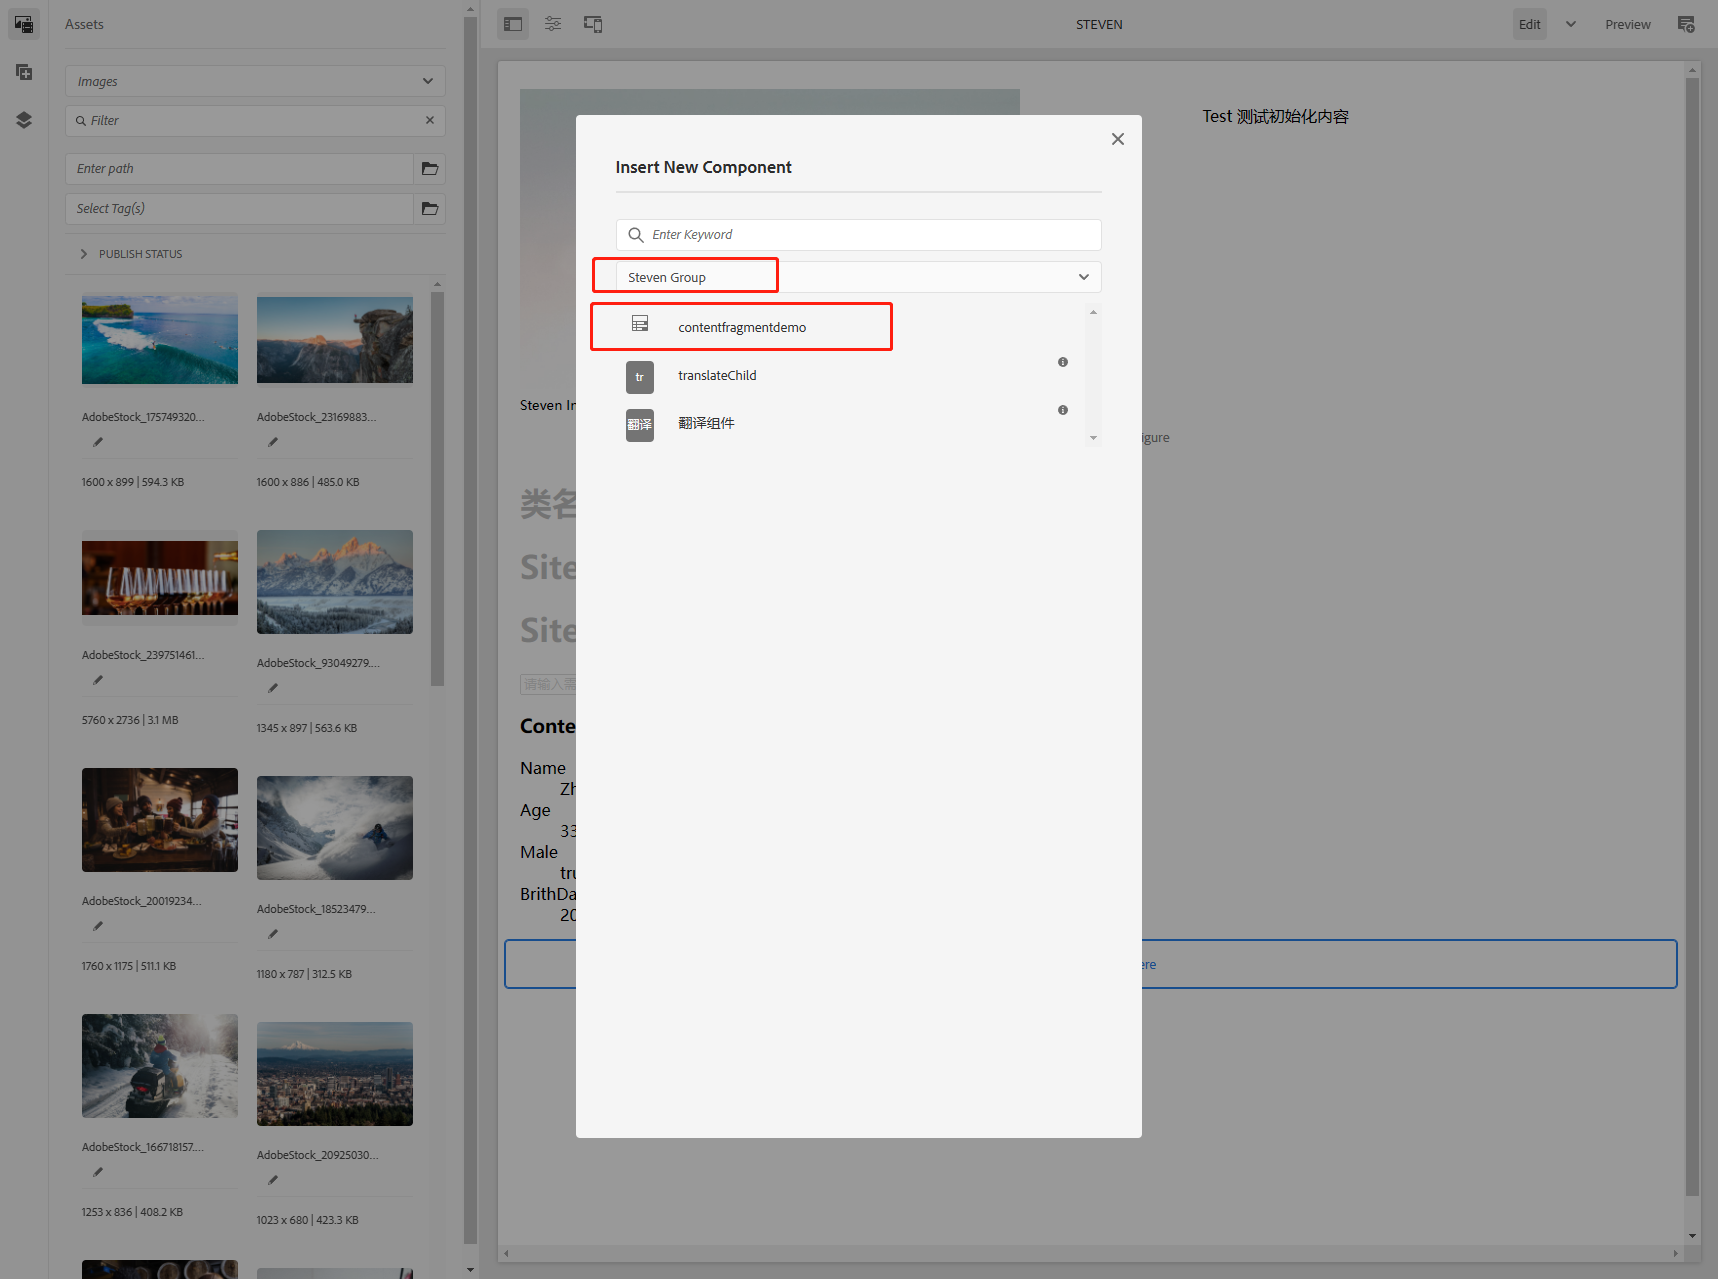 Assets
Images
Filter
Enter path
Select Tag(s)
PUBLISH STATUS
AdobeStock_175749320...
1600 x 899 | 594.3 KB
AdobeStock_23169883...
1600 x 886 | 485.0 KB
AdobeStock_239751461...
5760 x 2736 | 3.1 MB
AdobeStock_93049279....
1345 x 897 | 563.6 KB
AdobeStock_20019234...
1760 x 1175 | 511.1 KB
AdobeStock_18523479...
1180 x 787 | 312.5 KB
AdobeStock_166718157....
1253 x 836 | 408.2 KB
AdobeStock_20925030...
1023 x 680 | 423.3 KB
STEVEN
Edit
Preview
Test 测试初始化内容
Steven In
igure
类名
Site
Site
请输入需
Conte
Name
Zh
Age
33
Male
tru
BrithDa
20
ere
Insert New Component
Enter Keyword
Steven Group
contentfragmentdemo
tr
translateChild
翻译
翻译组件